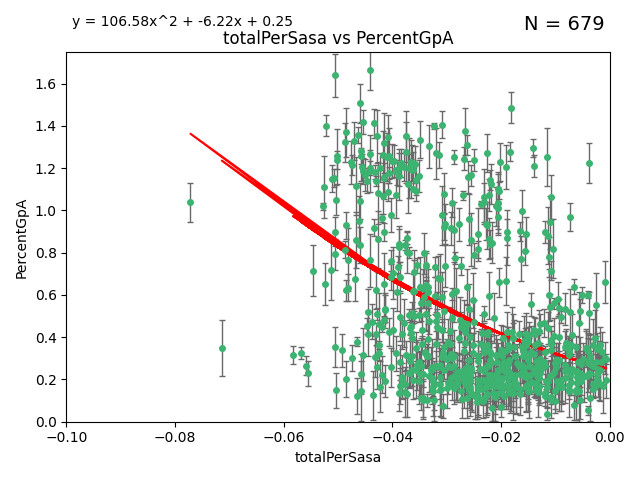 y = 106.58x^2 + -6.22x + 0.25
N = 679
totalPerSasa vs PercentGpA
PercentGpA
1.6
1.4
1.2
1.0
0.8
0.6
0.4
0.2
0.0
−0.10 −0.08 −0.06 −0.04 −0.02 0.00
totalPerSasa